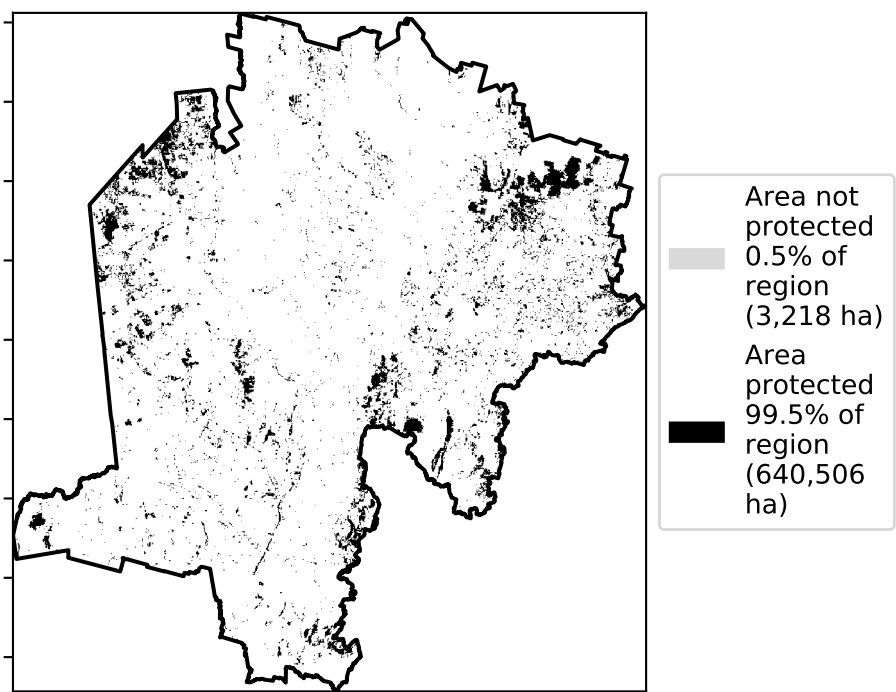 Area not
protected
0.5% of
region
(3,218 ha)
Area
protected
99.5% of
region
(640,506
ha)